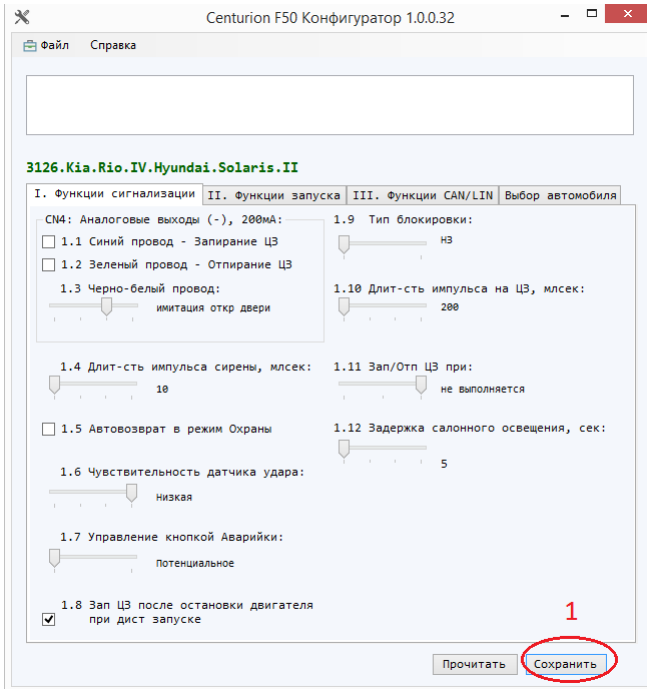 Centurion F50 Конфигуратор 1.0.0.32
Файл Справка
3126.Kia.Rio.IV.Hyundai.Solaris.II
I. Функции сигнализации II. Функции запуска III. Функции CAN/LIN Выбор автомобиля
CN4: Аналоговые выходы (-), 200мА:
1.1 Синий провод - Запирание ЦЗ
1.2 Зеленый провод - Отпирание ЦЗ
1.3 Черно-белый провод:
имитация откр двери
1.4 Длит-сть импульса сирены, млсек:
10
1.5 Автовозврат в режим Охраны
1.6 Чувствительность датчика удара:
Низкая
1.7 Управление кнопкой Аварийки:
Потенциальное
1.8 Зап ЦЗ после остановки двигателя
при дист запуске
1.9 Тип блокировки:
НЗ
1.10 Длит-сть импульса на ЦЗ, млсек:
200
1.11 Зап/Отп ЦЗ при:
не выполняется
1.12 Задержка салонного освещения, сек:
5
1
Прочитать Сохранить